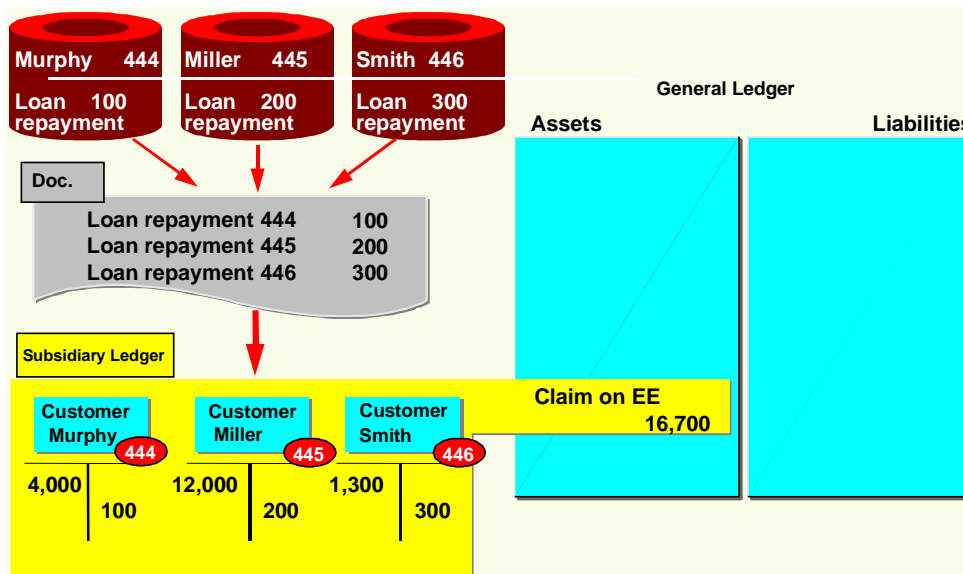 Murphy 444
Loan 100
repayment
Miller 445
Loan 200
repayment
Smith 446
Loan 300
repayment
General Ledger
Assets
Liabilities
Doc.
Loan repayment 444 100
Loan repayment 445 200
Loan repayment 446 300
Subsidiary Ledger
Claim on EE
16,700
Customer
Murphy
444
4,000
100
Customer
Miller
445
12,000
200
Customer
Smith
446
1,300
300